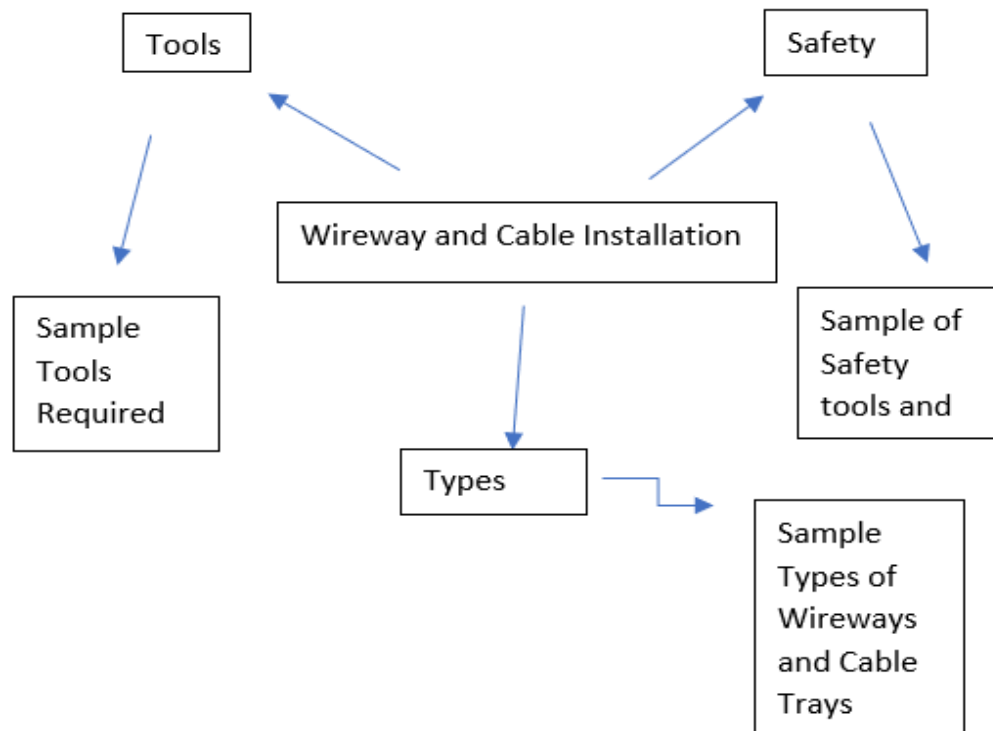 Tools
Safety
Wireway and Cable Installation
Sample
Tools
Required
Sample of
Safety
tools and
Types
Sample
Types of
Wireways
and Cable
Trays